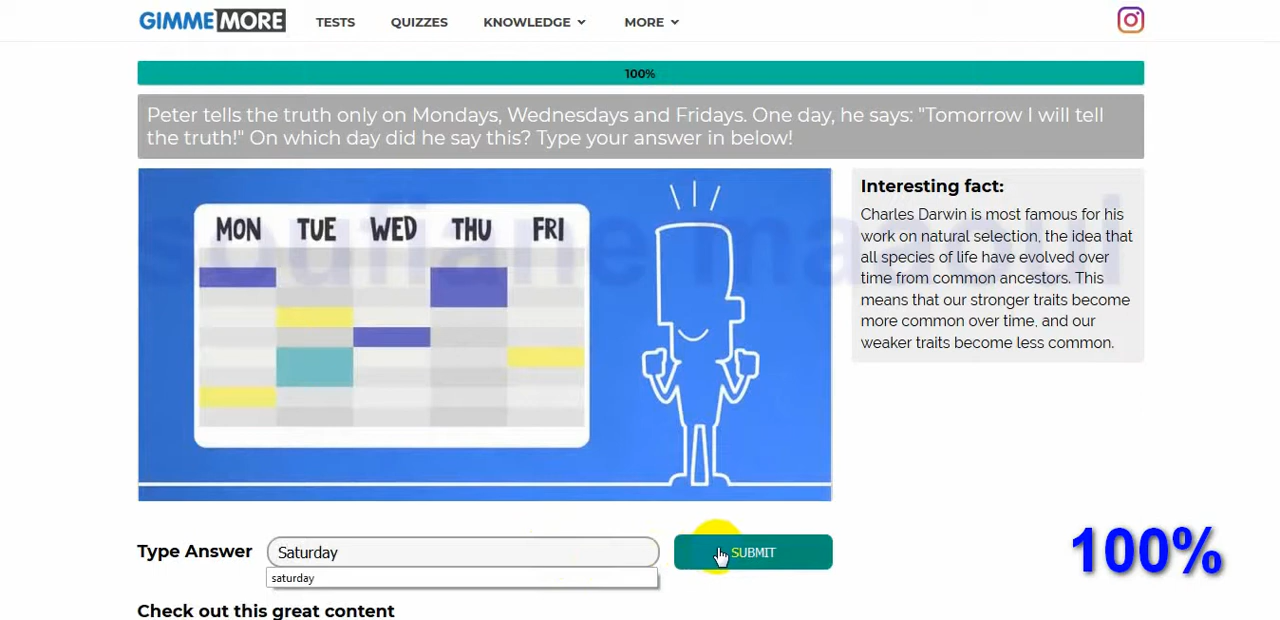 GIMMEMORE TESTS QUIZZES KNOWLEDGE MORE
100%
Peter tells the truth only on Mondays, Wednesdays and Fridays. One day, he says: "Tomorrow I will tell
the truth!" On which day did he say this? Type your answer in below!
MON TUE WED THU FRI
Interesting fact:
Charles Darwin is most famous for his
work on natural selection, the idea that
all species of life have evolved over
time from common ancestors. This
means that our stronger traits become
more common over time, and our
weaker traits become less common.
soufiane
Type Answer Saturday SUBMIT
saturday
100%
Check out this great content